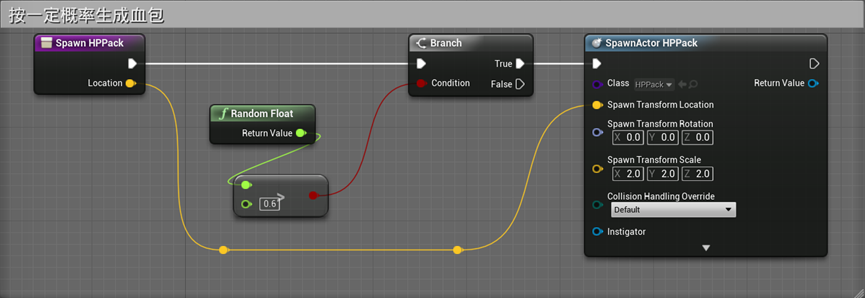 按一定概率生成血包
Spawn HPPack
Location
Random Float
Return Value
0.6
>
Branch
True
Condition
False
SpawnActor HPPack
Class HPPack
Return Value
Spawn Transform Location
Spawn Transform Rotation
X 0.0 Y 0.0 Z 0.0
Spawn Transform Scale
X 2.0 Y 2.0 Z 2.0
Collision Handling Override
Default
Instigator